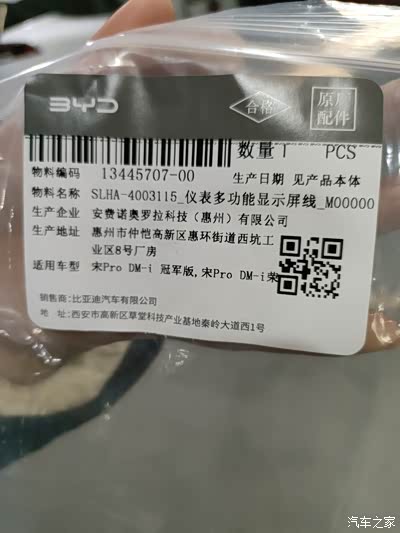 BYD
合格
原厂
配件
数量 1 PCS
物料编码 13445707-00 生产日期 见产品本体
物料名称 SLHA-4003115_仪表多功能显示屏线_M00000
生产企业 安费诺奥罗拉科技（惠州）有限公司
生产地址 惠州市仲恺高新区惠环街道西坑工
业区8号厂房
适用车型 宋Pro DM-i 冠军版,宋Pro DM-i荣
销售商:比亚迪汽车有限公司
地 址:西安市高新区草堂科技产业基地秦岭大道西1号
汽车之家